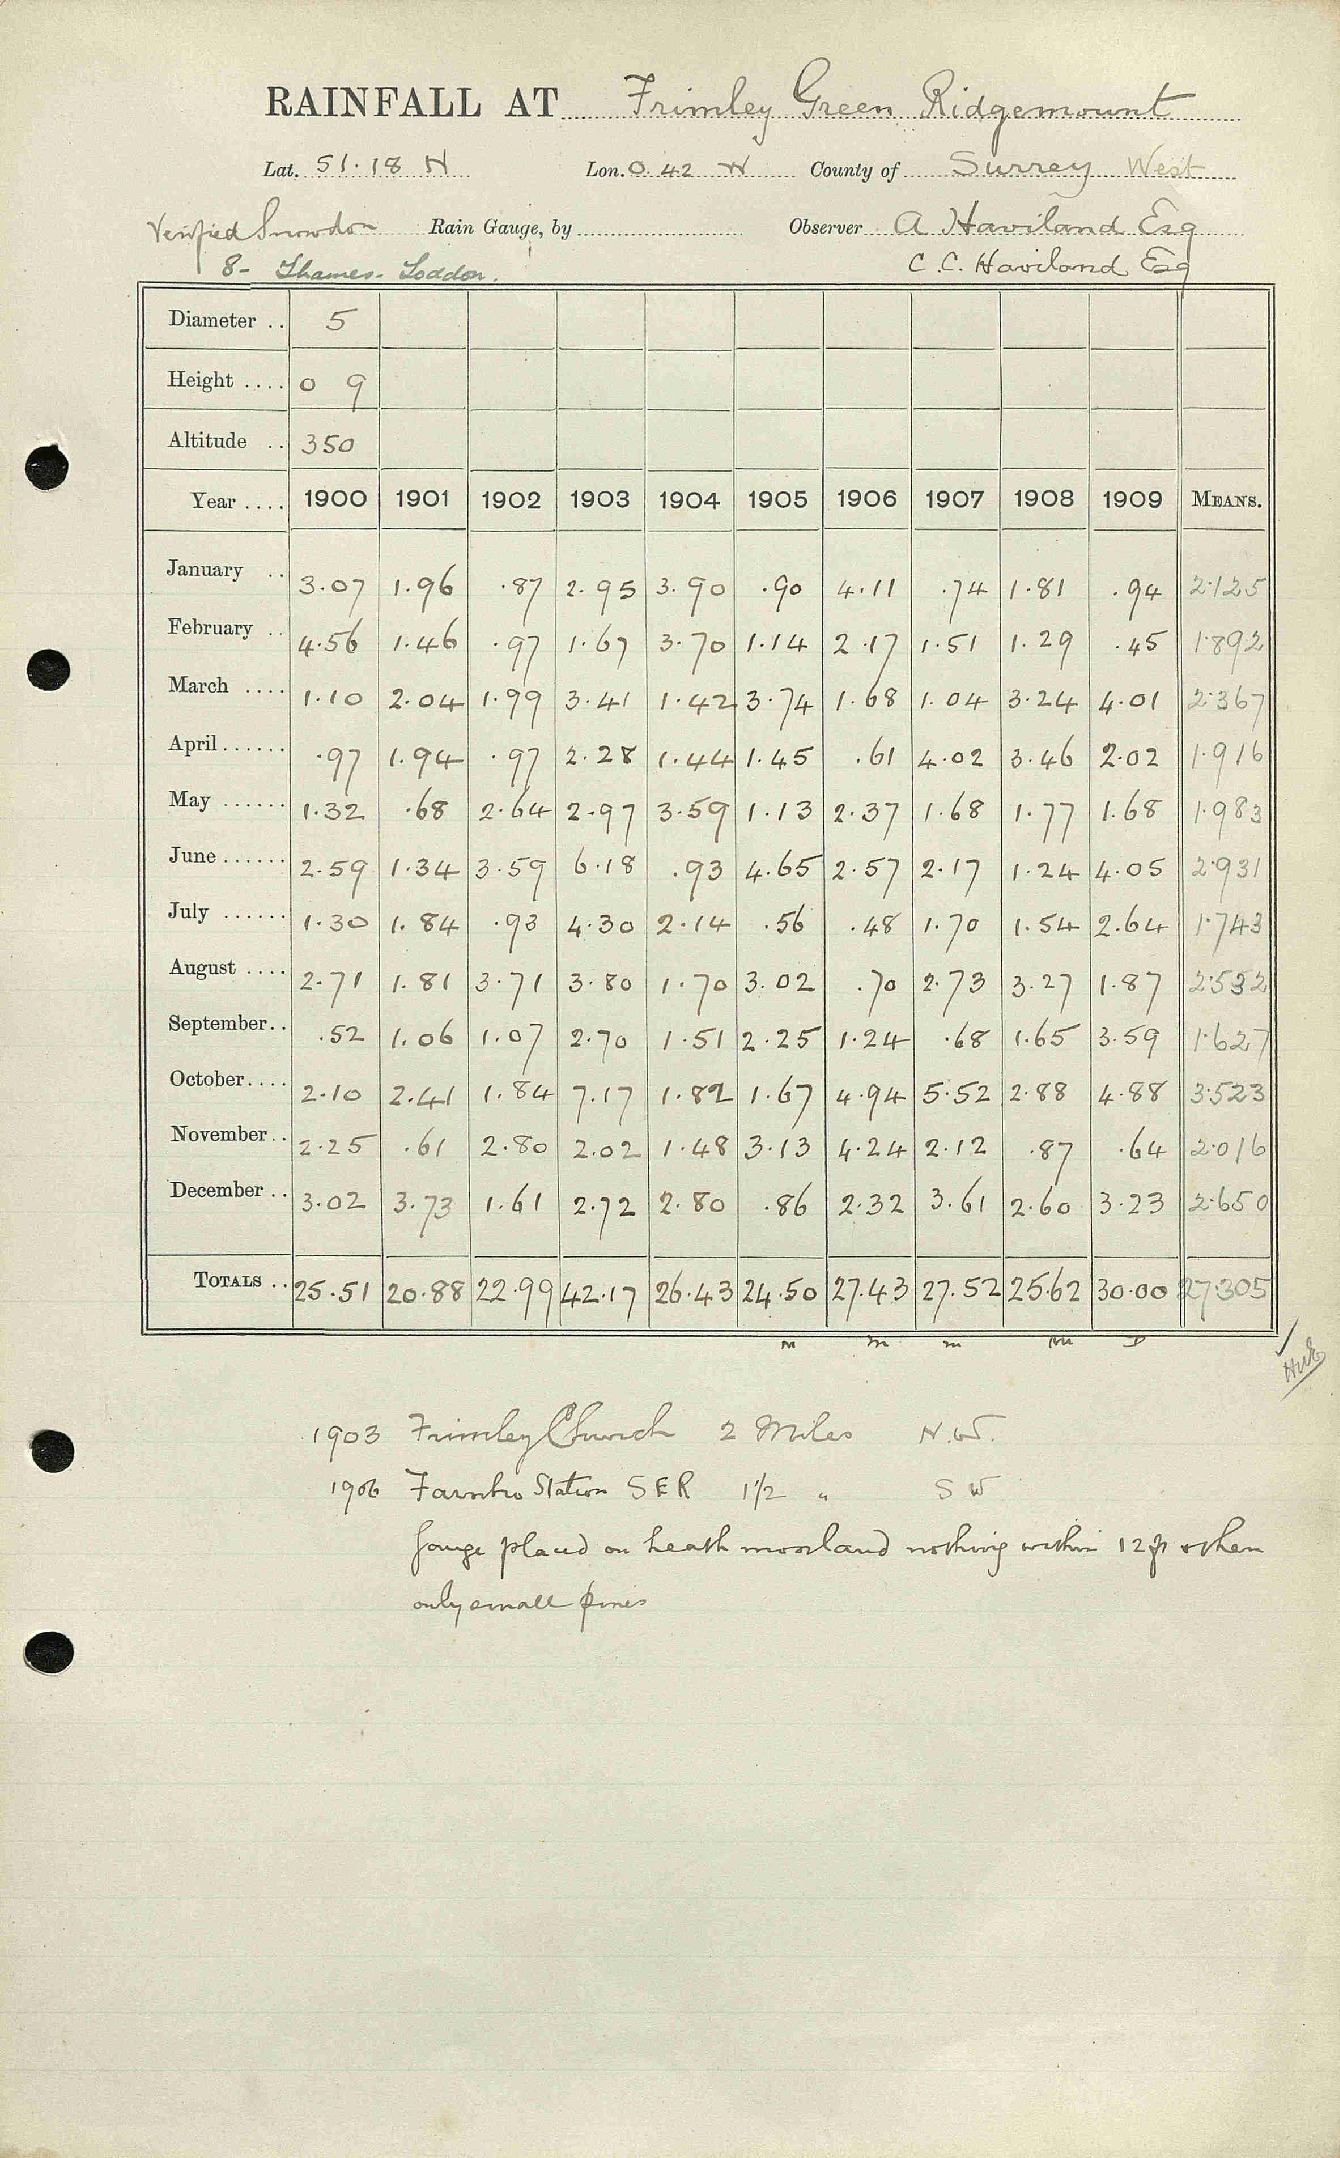 RAINFALL AT Frimley Green Ridgemount
Lat. 51.18 N Lon. 0.42 W County of Surrey West
Verified Snowdon Rain Gauge, by Observer A Haviland Esq
8- Thames-Loddon. C.C. Haviland Esq
Diameter .. 5
Height .... 0 9
Altitude .. 350
Year .... 1900 1901 1902 1903 1904 1905 1906 1907 1908 1909 MEANS.
January .. 3.07 1.96 .87 2.95 3.90 .90 4.11 .74 1.81 .94 2.125
February .. 4.56 1.46 .97 1.67 3.70 1.14 2.17 1.51 1.29 .45 1.892
March .... 1.10 2.04 1.99 3.41 1.42 3.74 1.68 1.04 3.24 4.01 2.367
April ...... .97 1.94 .97 2.28 1.44 1.45 .61 4.02 3.46 2.02 1.916
May ...... 1.32 .68 2.64 2.97 3.59 1.13 2.37 1.68 1.77 1.68 1.983
June ...... 2.59 1.34 3.59 6.18 .93 4.65 2.57 2.17 1.24 4.05 2.931
July ...... 1.30 1.84 .93 4.30 2.14 .56 .48 1.70 1.54 2.64 1.743
August .... 2.71 1.81 3.71 3.80 1.70 3.02 .70 2.73 3.27 1.87 2.532
September.. .52 1.06 1.07 2.70 1.51 2.25 1.24 .68 1.65 3.59 1.627
October.... 2.10 2.41 1.84 7.17 1.82 1.67 4.94 5.52 2.88 4.88 3.523
November.. 2.25 .61 2.80 2.02 1.48 3.13 4.24 2.12 .87 .64 2.016
December .. 3.02 3.73 1.61 2.72 2.80 .86 2.32 3.61 2.60 3.23 2.650
TOTALS .. 25.51 20.88 22.99 42.17 26.43 24.50 27.43 27.52 25.62 30.00 27.305
m m m
1903 Frimley Church 2 Miles N.W.
1906 Farnbro Station S E R 1 1/2 " S W
Gauge placed on heath moorland nothing within 12 ft & then
only small pines